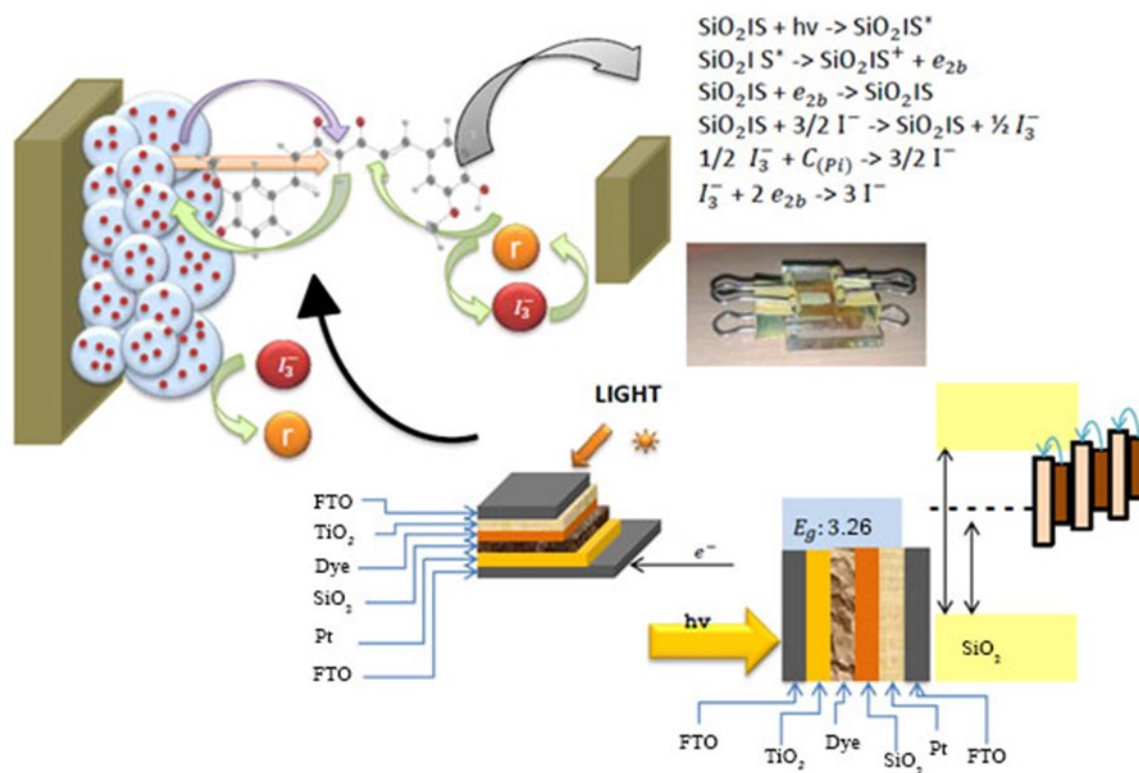 SiO₂IS + hv -> SiO₂IS*
SiO₂I S* -> SiO₂IS⁺ + e₂b
SiO₂IS + e₂b -> SiO₂IS
SiO₂IS + 3/2 I⁻ -> SiO₂IS + ½ I₃⁻
1/2 I₃⁻ + C₍Pi₎ -> 3/2 I⁻
I₃⁻ + 2 e₂b -> 3 I⁻
r
I₃⁻
I₃⁻
r
LIGHT
FTO
TiO₂
Dye
SiO₂
Pt
FTO
e⁻
hv
E_g: 3.26
SiO₂
FTO
TiO₂
Dye
SiO₂
Pt
FTO